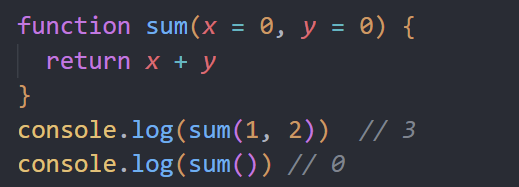 function sum(x = 0, y = 0) {
  return x + y
}
console.log(sum(1, 2))  // 3
console.log(sum()) // 0